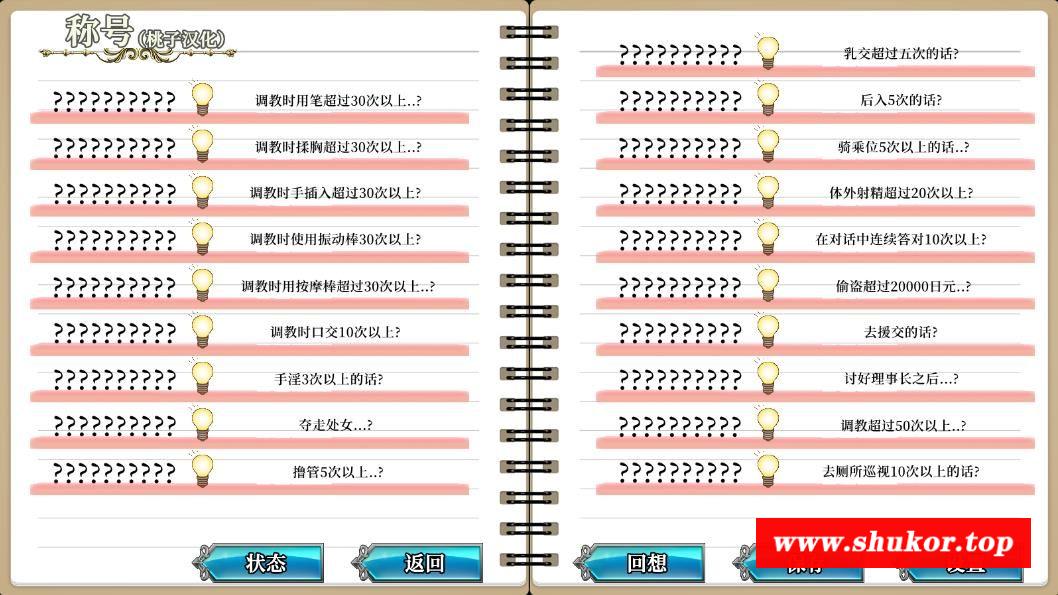 称号(桃子汉化)
?????????? 调教时用笔超过30次以上..?
?????????? 调教时揉胸超过30次以上..?
?????????? 调教时手插入超过30次以上?
?????????? 调教时使用振动棒30次以上?
?????????? 调教时用按摩棒超过30次以上..?
?????????? 调教时口交10次以上?
?????????? 手淫3次以上的话?
?????????? 夺走处女...?
?????????? 撸管5次以上..?
?????????? 乳交超过五次的话?
?????????? 后入5次的话?
?????????? 骑乘位5次以上的话..?
?????????? 体外射精超过20次以上?
?????????? 在对话中连续答对10次以上?
?????????? 偷盗超过20000日元..?
?????????? 去援交的话?
?????????? 讨好理事长之后...?
?????????? 调教超过50次以上..?
?????????? 去厕所巡视10次以上的话?
状态
返回
回想
www.shukor.top